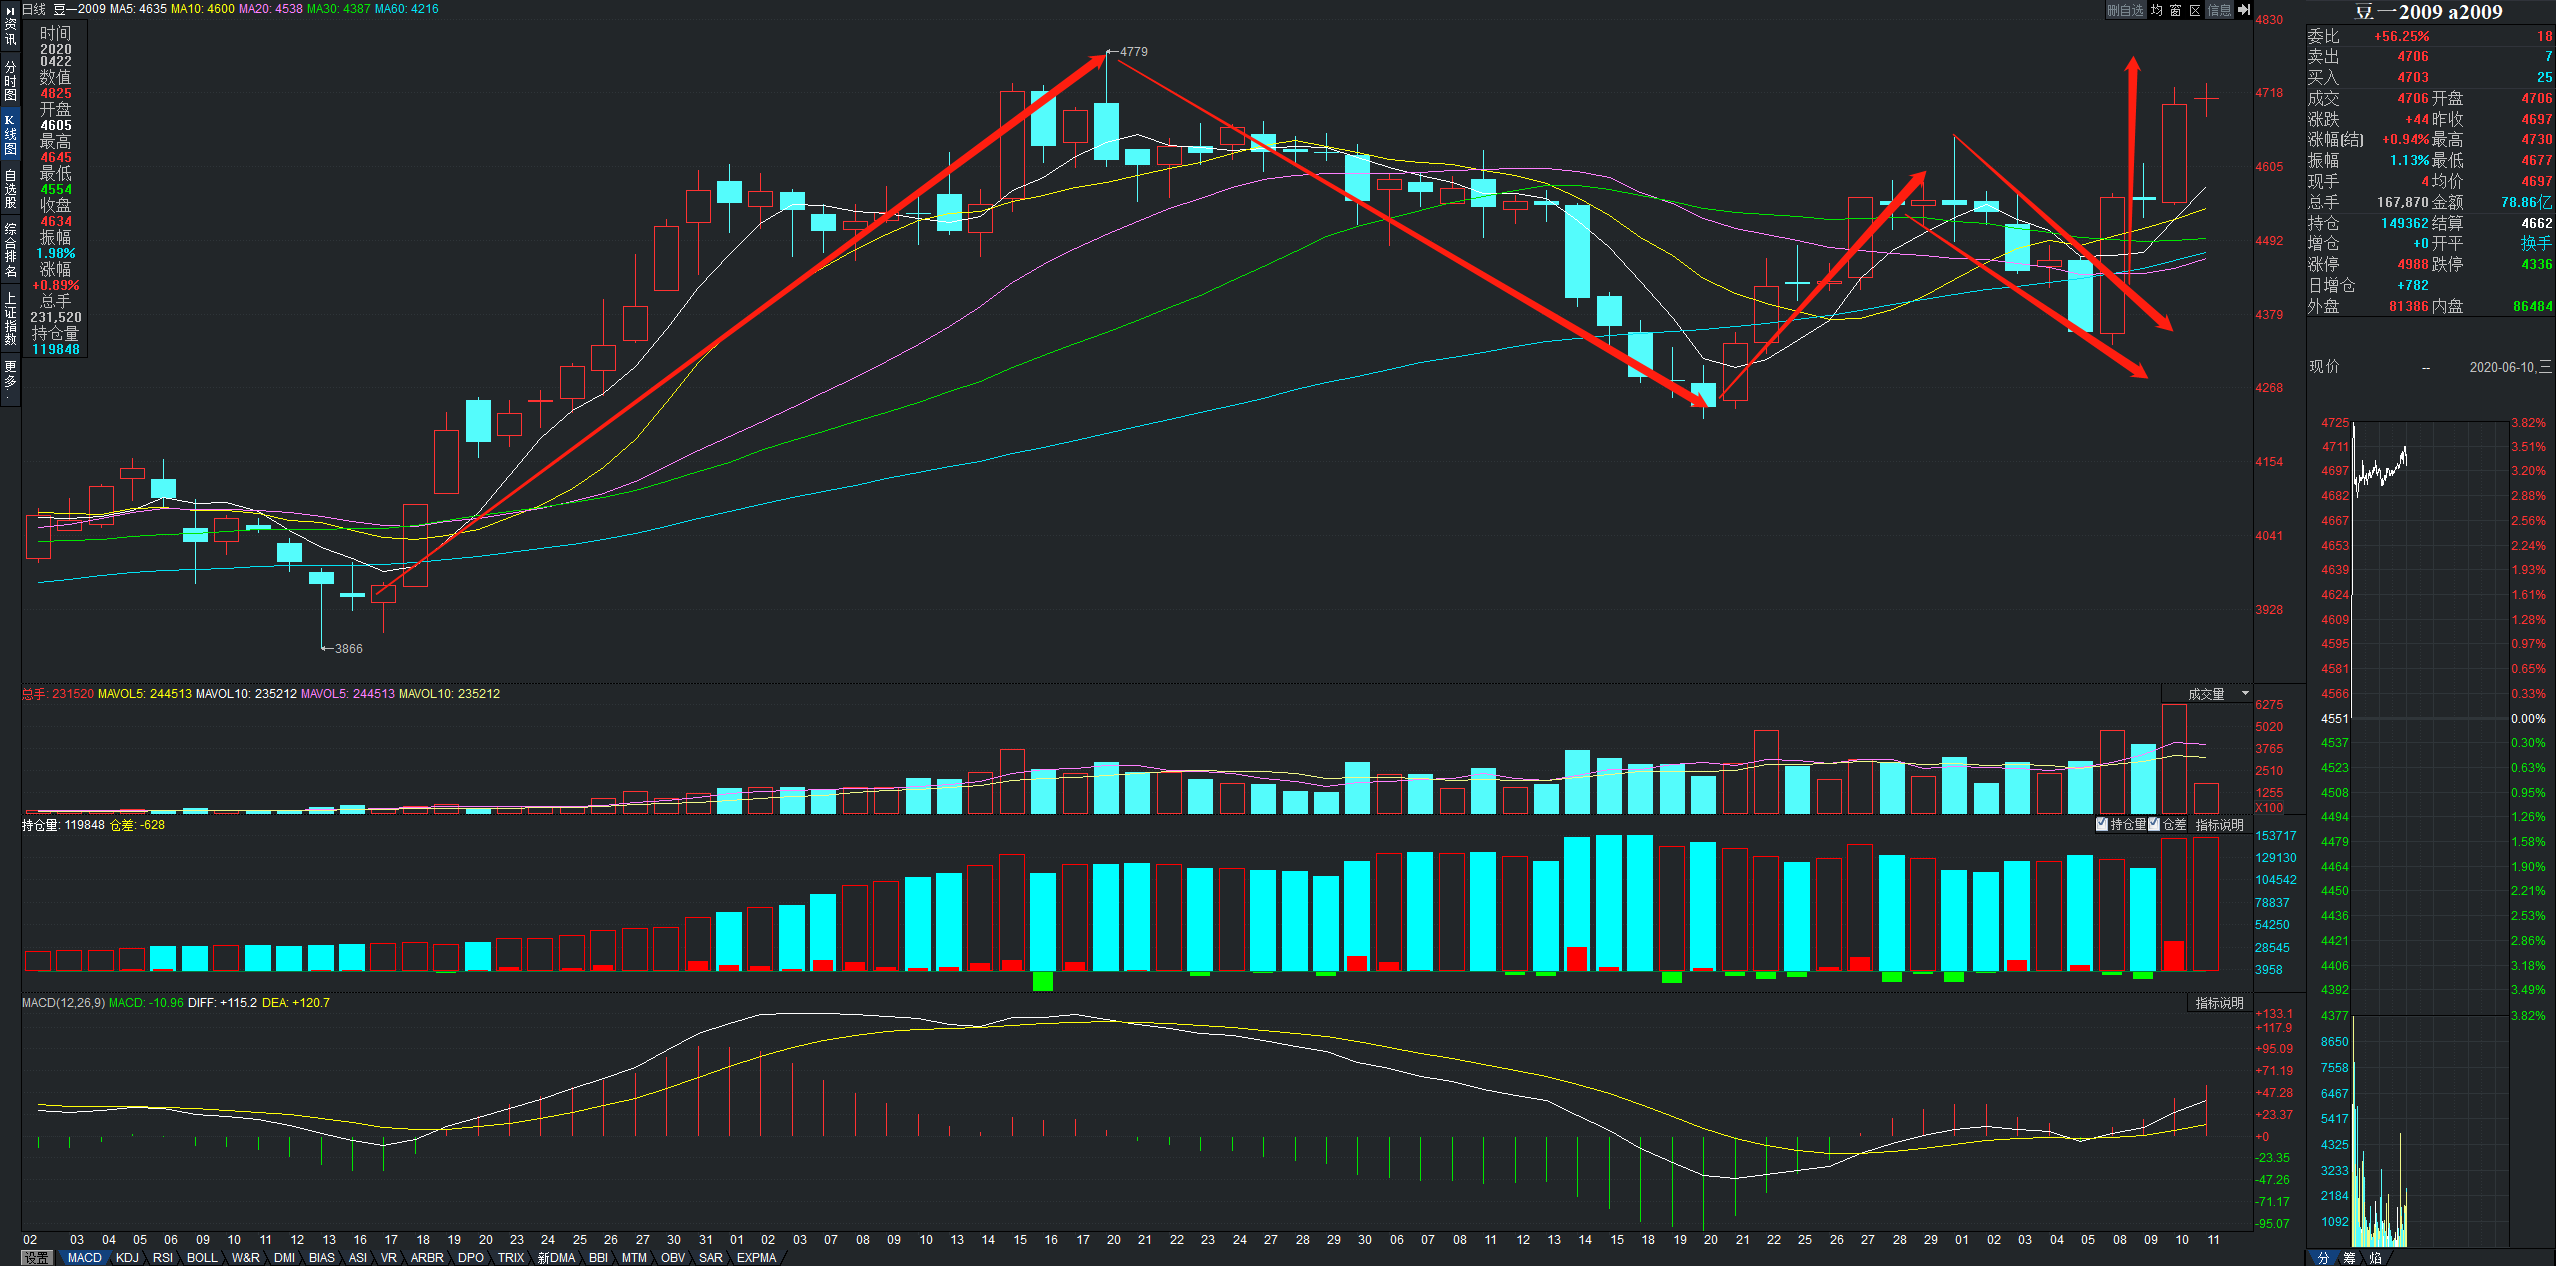 日线 豆一2009 MA5: 4635 MA10: 4600 MA20: 4538 MA30: 4387 MA60: 4216
删自选 均 窗 区 信息
资讯
分时图
K线图
自选股
综合排名
上证指数
更多
时间
2020
0422
数值
4825
开盘
4605
最高
4645
最低
4554
收盘
4634
振幅
1.98%
涨幅
+0.89%
总手
231,520
持仓量
119848
4779
3866
4830
4718
4605
4492
4379
4268
4154
4041
3928
总手: 231520 MAVOL5: 244513 MAVOL10: 235212 MAVOL5: 244513 MAVOL10: 235212
成交量
6275
5020
3765
2510
1255
X100
持仓量: 119848 仓差: -628
持仓量 仓差 指标说明
153717
129130
104542
78837
54250
28545
3958
MACD(12,26,9) MACD: -10.96 DIFF: +115.2 DEA: +120.7
指标说明
+133.1
+117.9
+95.09
+71.19
+47.28
+23.37
+0
-23.35
-47.26
-71.17
-95.07
02 03 04 05 06 09 10 11 12 13 16 17 18 19 20 23 24 25 26 27 30 31 01 02 03 07 08 09 10 13 14 15 16 17 20 21 22 23 24 27 28 29 30 06 07 08 11 12 13 14 15 18 19 20 21 22 25 26 27 28 29 01 02 03 04 05 08 09 10 11
设置 MACD KDJ RSI BOLL W&R DMI BIAS ASI VR ARBR DPO TRIX 新DMA BBI MTM OBV SAR EXPMA
豆一2009 a2009
委比 +56.25% 18
卖出 4706 7
买入 4703 25
成交 4706 开盘 4706
涨跌 +44 昨收 4697
涨幅(结) +0.94% 最高 4730
振幅 1.13% 最低 4677
现手 4 均价 4697
总手 167,870 金额 78.86亿
持仓 149362 结算 4662
增仓 +0 开平 换手
涨停 4988 跌停 4336
日增仓 +782
外盘 81386 内盘 86484
现价 -- 2020-06-10,三
4725 3.82%
4711 3.51%
4697 3.20%
4682 2.88%
4667 2.56%
4653 2.24%
4639 1.93%
4624 1.61%
4609 1.28%
4595 0.97%
4581 0.65%
4566 0.33%
4551 0.00%
4537 0.30%
4523 0.63%
4508 0.95%
4494 1.26%
4479 1.58%
4464 1.90%
4450 2.21%
4436 2.53%
4421 2.86%
4406 3.18%
4392 3.49%
4377 3.82%
8650
7558
6467
5417
4325
3233
2184
1092
分 筹 焰